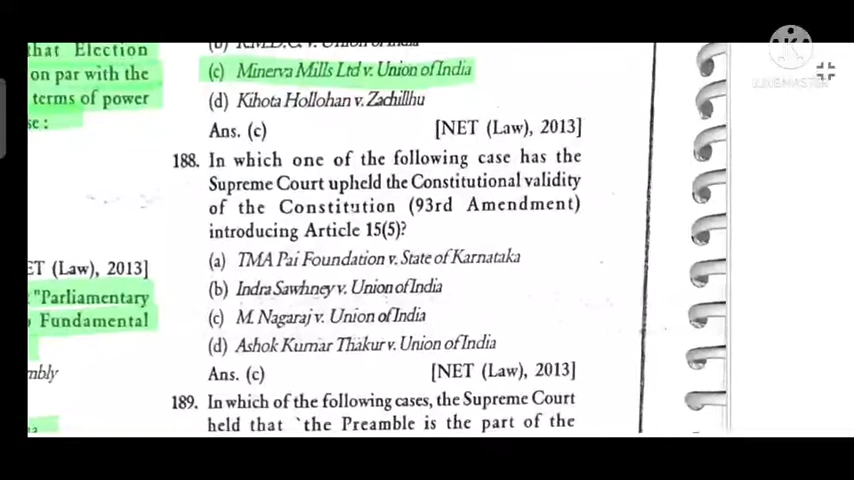 that Election
on par with the
terms of power
se :
ET (Law), 2013]
"Parliamentary
Fundamental
mbly
(b) R.M.D.C. v. Union of India
(c) Minerva Mills Ltd v. Union of India
(d) Kihota Hollohan v. Zachillhu
Ans. (c) [NET (Law), 2013]
188. In which one of the following case has the
Supreme Court upheld the Constitutional validity
of the Constitution (93rd Amendment)
introducing Article 15(5)?
(a) TMA Pai Foundation v. State of Karnataka
(b) Indra Sawhney v. Union of India
(c) M. Nagaraj v. Union of India
(d) Ashok Kumar Thakur v. Union of India
Ans. (c) [NET (Law), 2013]
189. In which of the following cases, the Supreme Court
held that `the Preamble is the part of the
KINEMASTER